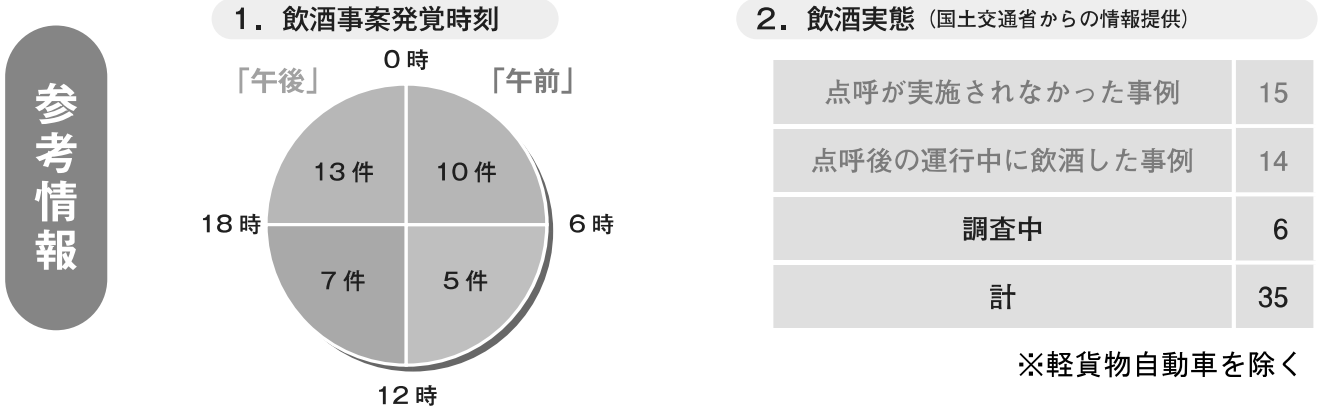 参考情報
1．飲酒事案発覚時刻
0時
「午後」
「午前」
13件
10件
18時
6時
7件
5件
12時
2．飲酒実態（国土交通省からの情報提供）
点呼が実施されなかった事例 15
点呼後の運行中に飲酒した事例 14
調査中 6
計 35
※軽貨物自動車を除く